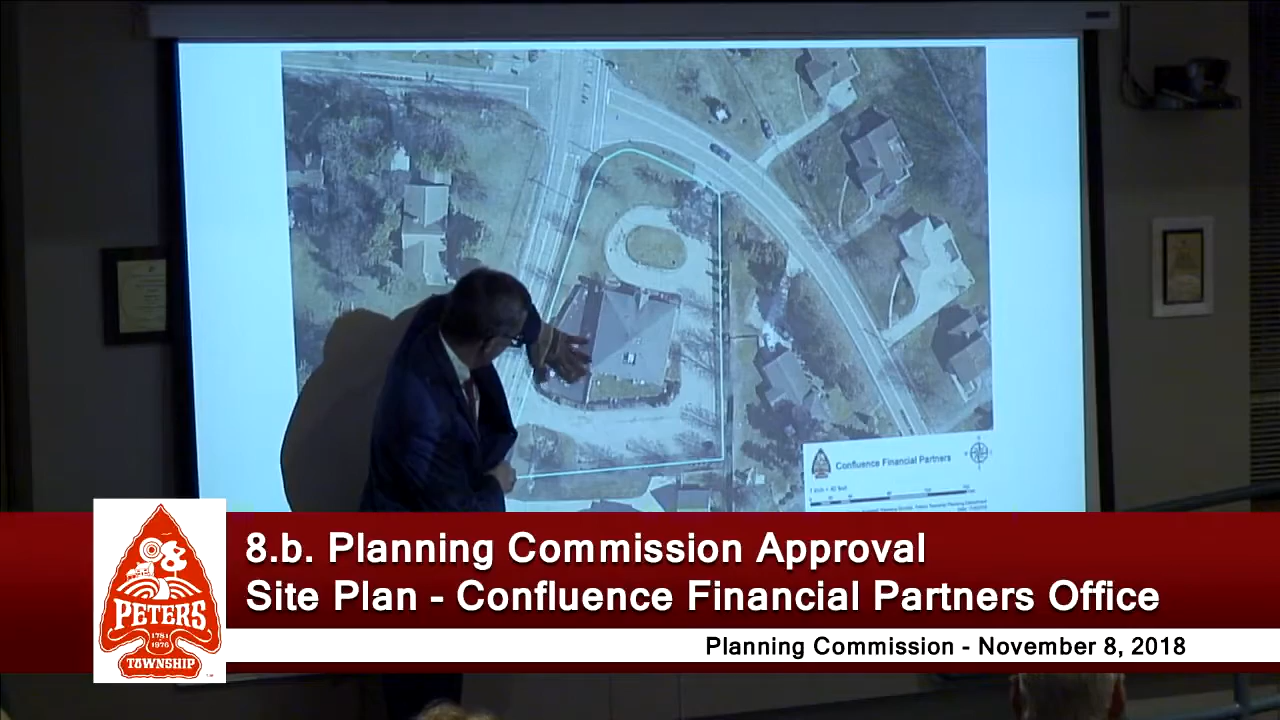 Confluence Financial Partners
8.b. Planning Commission Approval
Site Plan - Confluence Financial Partners Office
Planning Commission - November 8, 2018
PETERS
1781
1976
TOWNSHIP